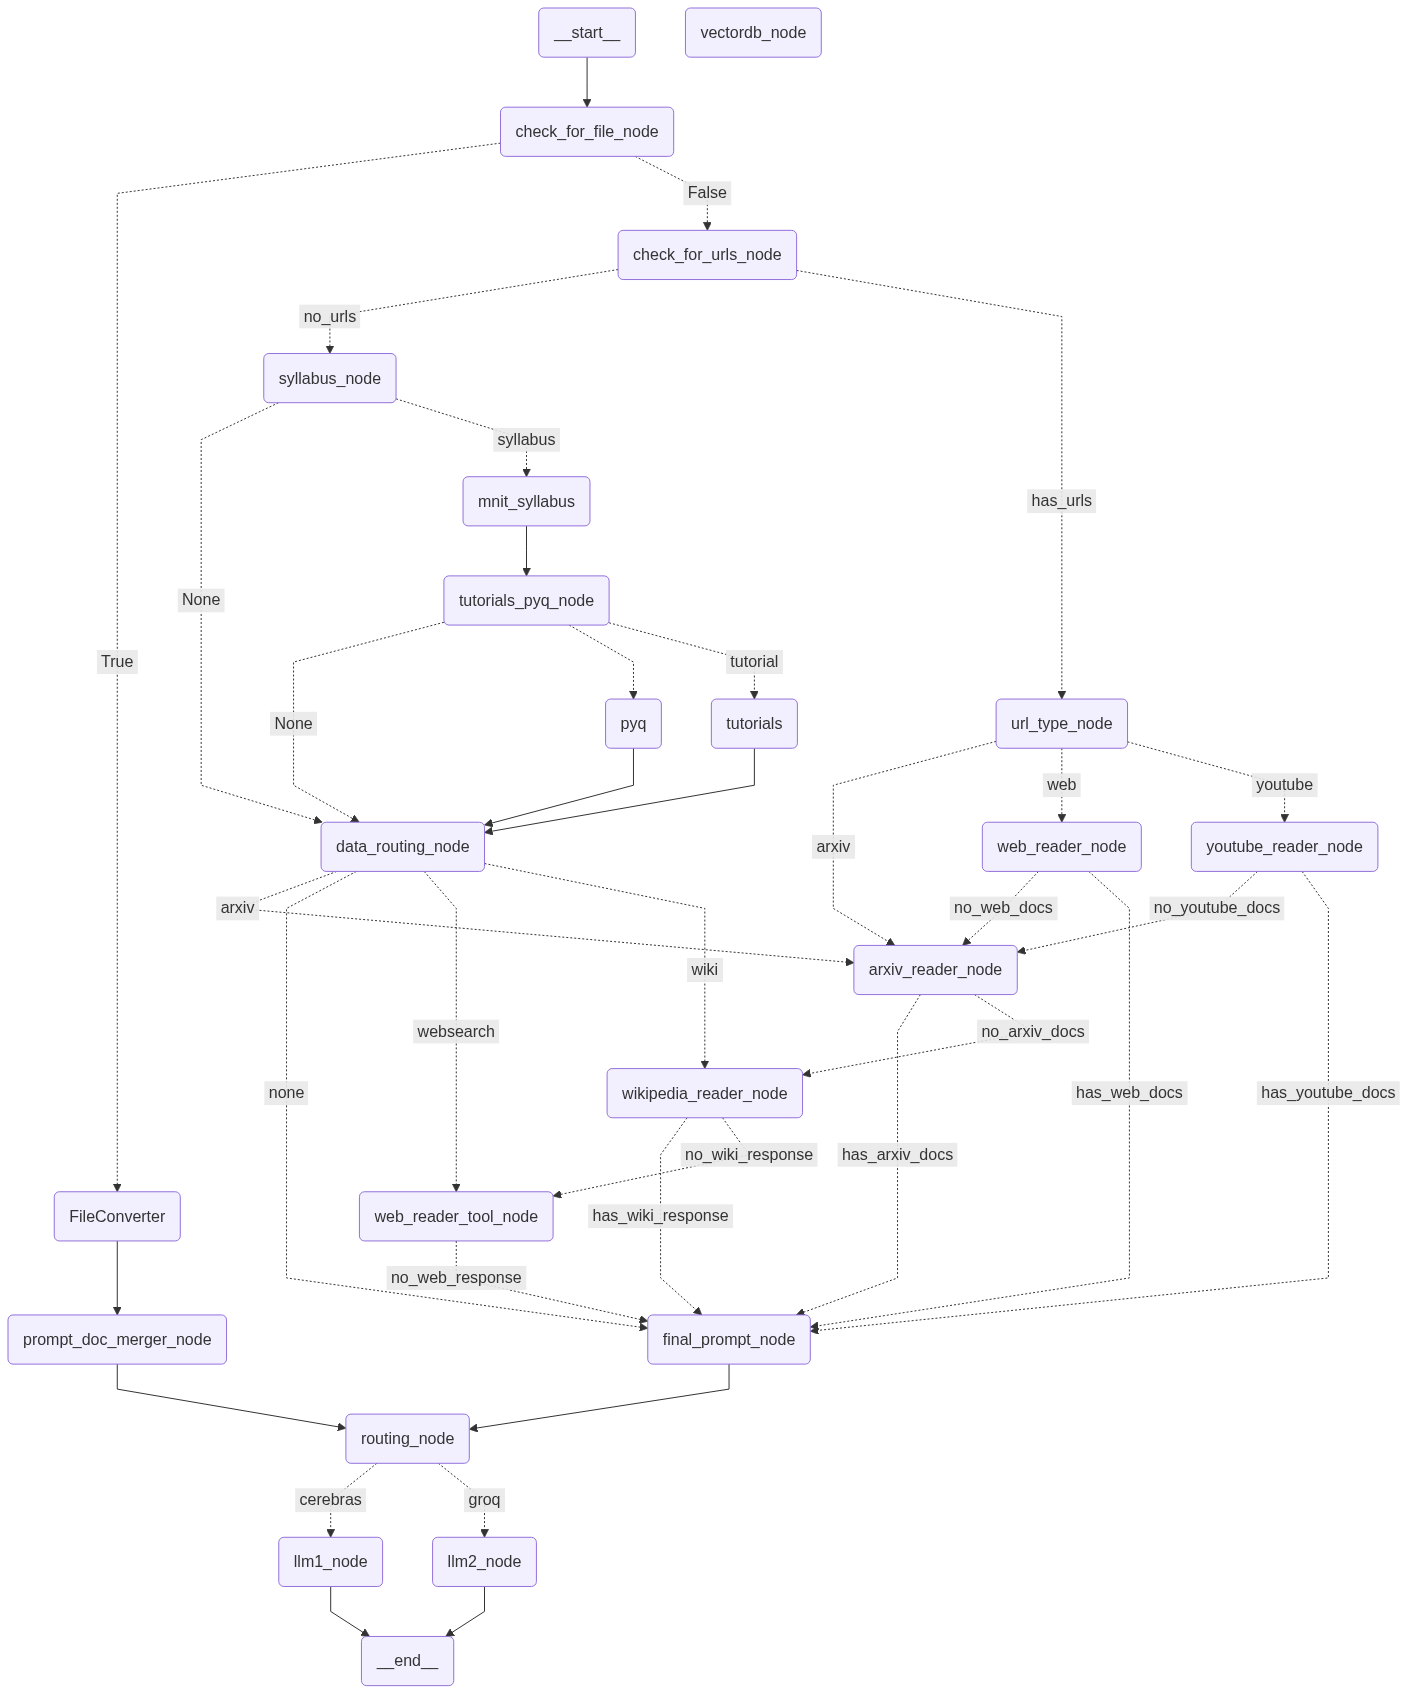 __start__
vectordb_node
check_for_file_node
False
check_for_urls_node
no_urls
syllabus_node
syllabus
mnit_syllabus
has_urls
None
tutorials_pyq_node
True
tutorial
None
pyq
tutorials
url_type_node
web
youtube
arxiv
data_routing_node
web_reader_node
youtube_reader_node
arxiv
no_web_docs
no_youtube_docs
wiki
arxiv_reader_node
websearch
no_arxiv_docs
none
wikipedia_reader_node
has_web_docs
has_youtube_docs
no_wiki_response
has_arxiv_docs
FileConverter
web_reader_tool_node
has_wiki_response
no_web_response
prompt_doc_merger_node
final_prompt_node
routing_node
cerebras
groq
llm1_node
llm2_node
__end__